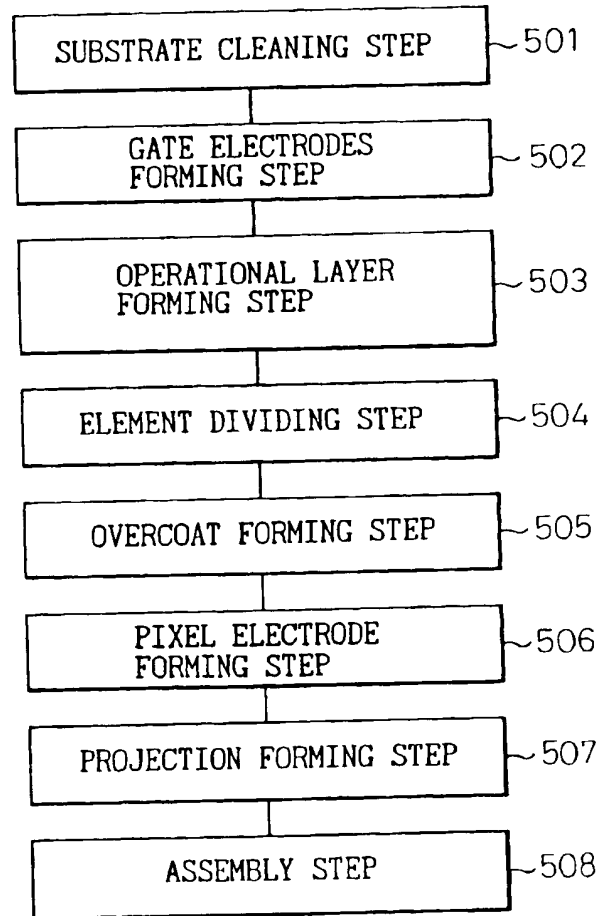 SUBSTRATE CLEANING STEP 501
GATE ELECTRODES 502
FORMING STEP
OPERATIONAL LAYER 503
FORMING STEP
ELEMENT DIVIDING STEP 504
OVERCOAT FORMING STEP 505
PIXEL ELECTRODE 506
FORMING STEP
PROJECTION FORMING STEP 507
ASSEMBLY STEP 508